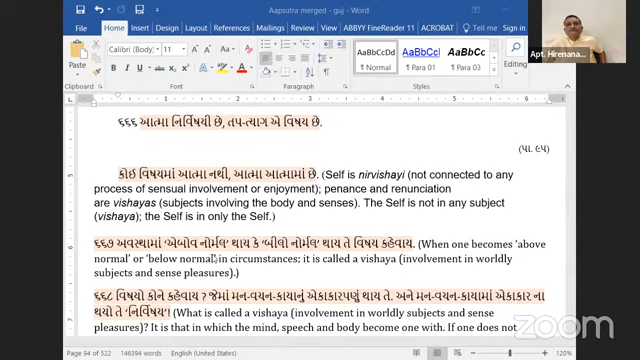 Aapsutra merged - guj - Word
File Home Insert Design Layout References Mailings Review View ABBYY FineReader 11 ACROBAT
Paste
Clipboard
Calibri (Body) 11
Font
Paragraph
AaBbCcDd AaBbCcI AaBbCc
¶ Normal ¶ Para 01 ¶ Para 03
Styles
Editing
Apt. Hirenana...
૬૬૬ આત્મા નિર્વિષયી છે, તપ-ત્યાગ એ વિષય છે.
(પા. ૯૫)
કોઈ વિષયમાં આત્મા નથી, આત્મા આત્મામાં છે. (Self is nirvishayi (not connected to any
process of sensual involvement or enjoyment); penance and renunciation
are vishayas (subjects involving the body and senses). The Self is not in any subject
(vishaya); the Self is in only the Self.)
૬૬૭ અવસ્થામાં 'એબોવ નોર્મલ' થાય કે 'બીલો નોર્મલ' થાય તે વિષય કહેવાય. (When one becomes 'above
normal' or 'below normal' in circumstances; it is called a vishaya (involvement in worldly
subjects and sense pleasures).)
૬૬૮ વિષયો કોને કહેવાય ? જેમાં મન-વચન-કાયાનું એકાકારપણું થાય તે. અને મન-વચન-કાયામાં એકાકાર ના
થયો તે 'નિર્વિષય'! (What is called a vishaya (involvement in worldly subjects and sense
pleasures)? It is that in which the mind, speech and body become one with. If one does not
Page 94 of 522 146394 words English (United States) 120%
zoom